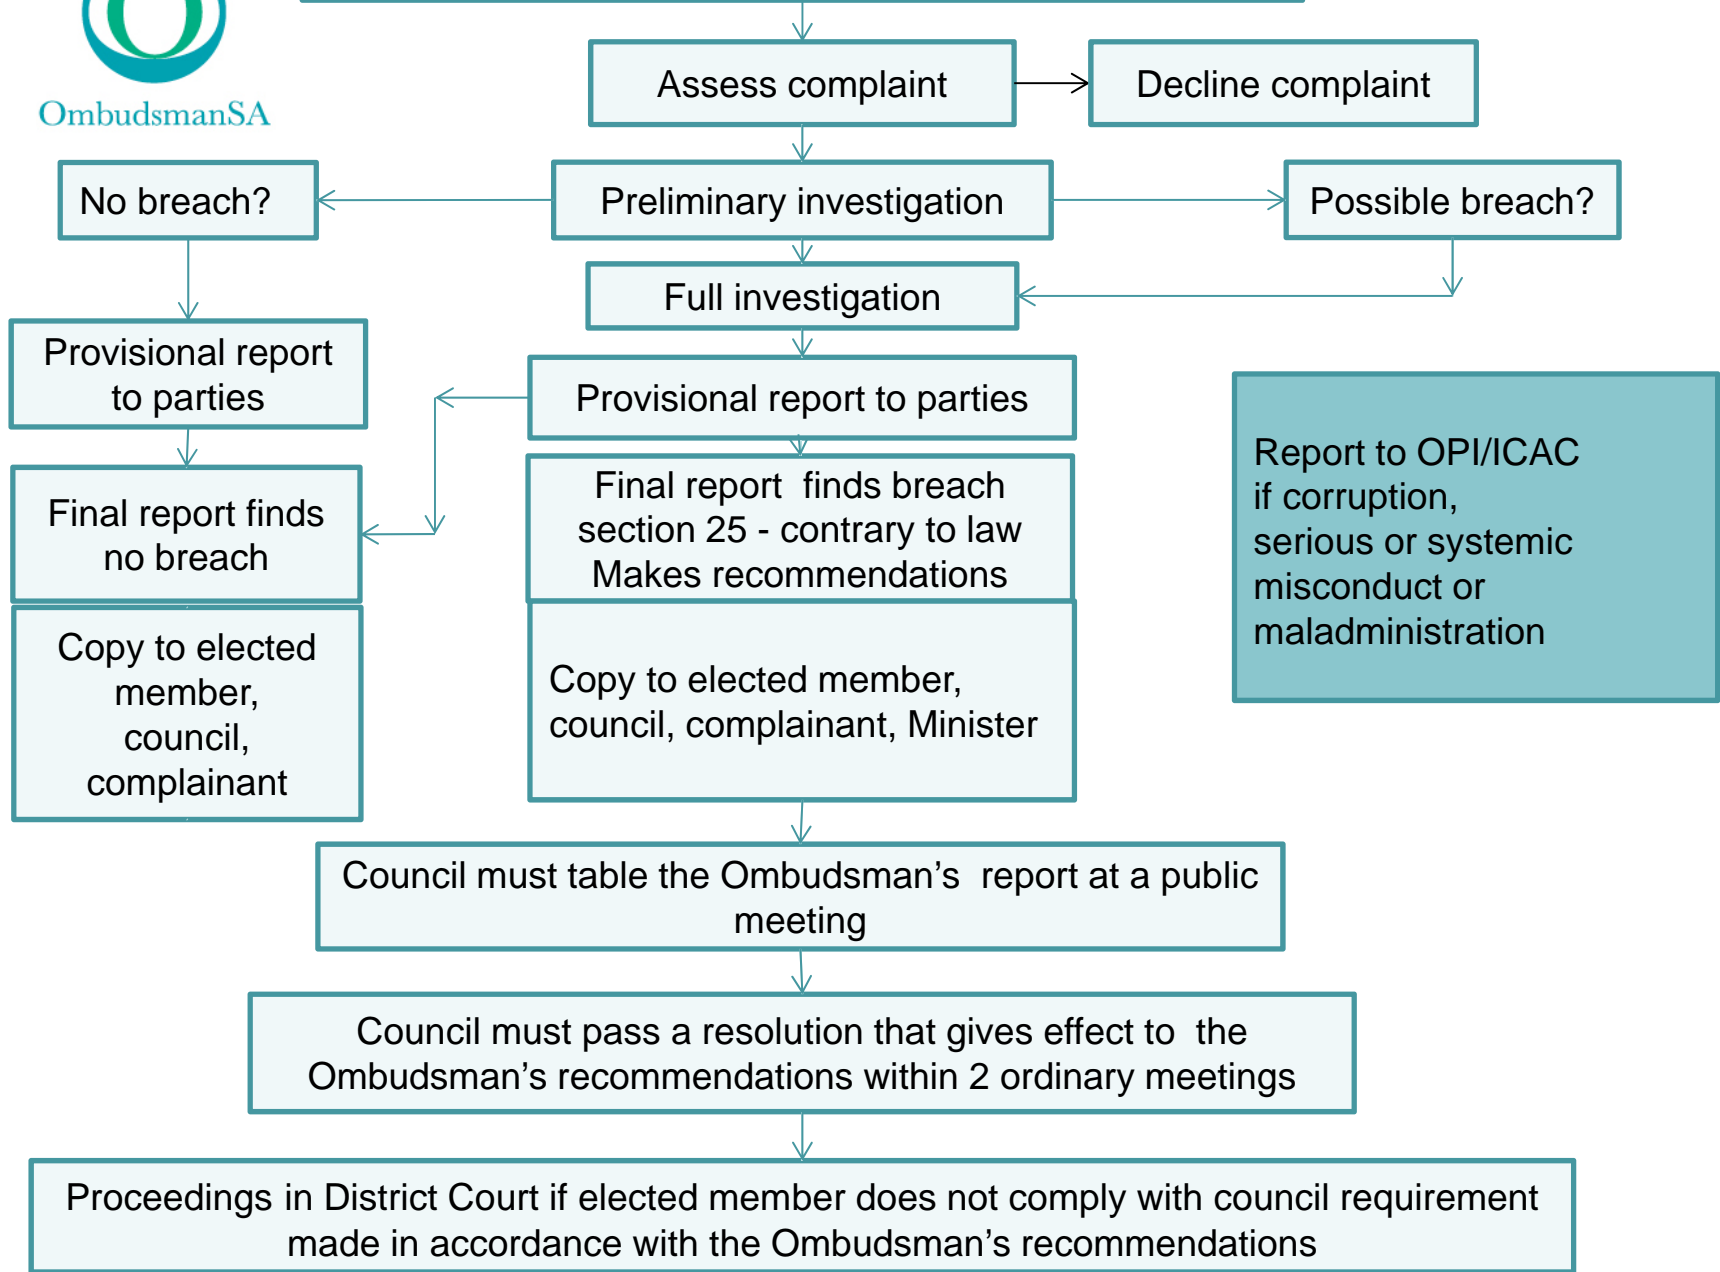 OmbudsmanSA
Assess complaint
Decline complaint
No breach?
Preliminary investigation
Possible breach?
Full investigation
Provisional report
to parties
Provisional report to parties
Final report finds
no breach
Final report  finds breach
section 25 - contrary to law
Makes recommendations
Report to OPI/ICAC
if corruption,
serious or systemic
misconduct or
maladministration
Copy to elected
member,
council,
complainant
Copy to elected member,
council, complainant, Minister
Council must table the Ombudsman’s  report at a public
meeting
Council must pass a resolution that gives effect to  the
Ombudsman’s recommendations within 2 ordinary meetings
Proceedings in District Court if elected member does not comply with council requirement
made in accordance with the Ombudsman’s recommendations